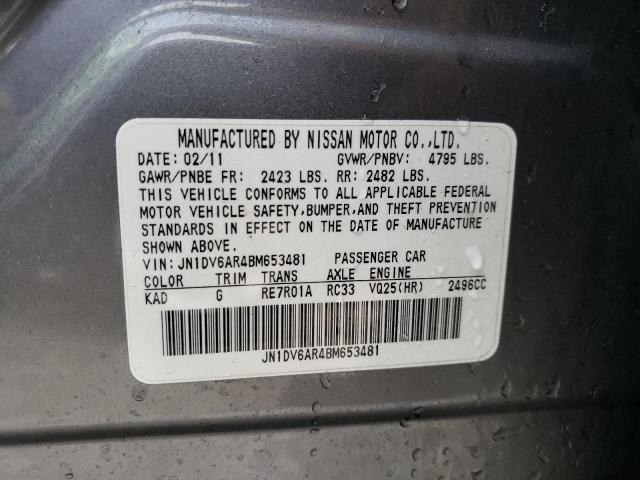 MANUFACTURED BY NISSAN MOTOR CO.,LTD.
DATE: 02/11 GVWR/PNBV: 4795 LBS.
GAWR/PNBE FR: 2423 LBS. RR: 2482 LBS.
THIS VEHICLE CONFORMS TO ALL APPLICABLE FEDERAL
MOTOR VEHICLE SAFETY,BUMPER,AND THEFT PREVENTION
STANDARDS IN EFFECT ON THE DATE OF MANUFACTURE
SHOWN ABOVE.
VIN:JN1DV6AR4BM653481 PASSENGER CAR
COLOR TRIM TRANS AXLE ENGINE
KAD G RE7R01A RC33 VQ25(HR) 2496CC
JN1DV6AR4BM653481